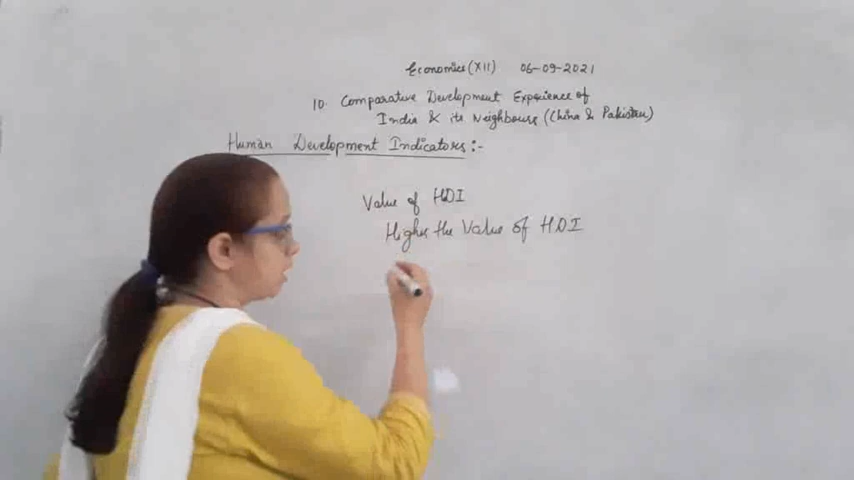 Economics (XII) 06-09-2021
10. Comparative Development Experience of
India & its Neighbours (China & Pakistan)
Human Development Indicators :-
Value of HDI
Higher the Value of HDI